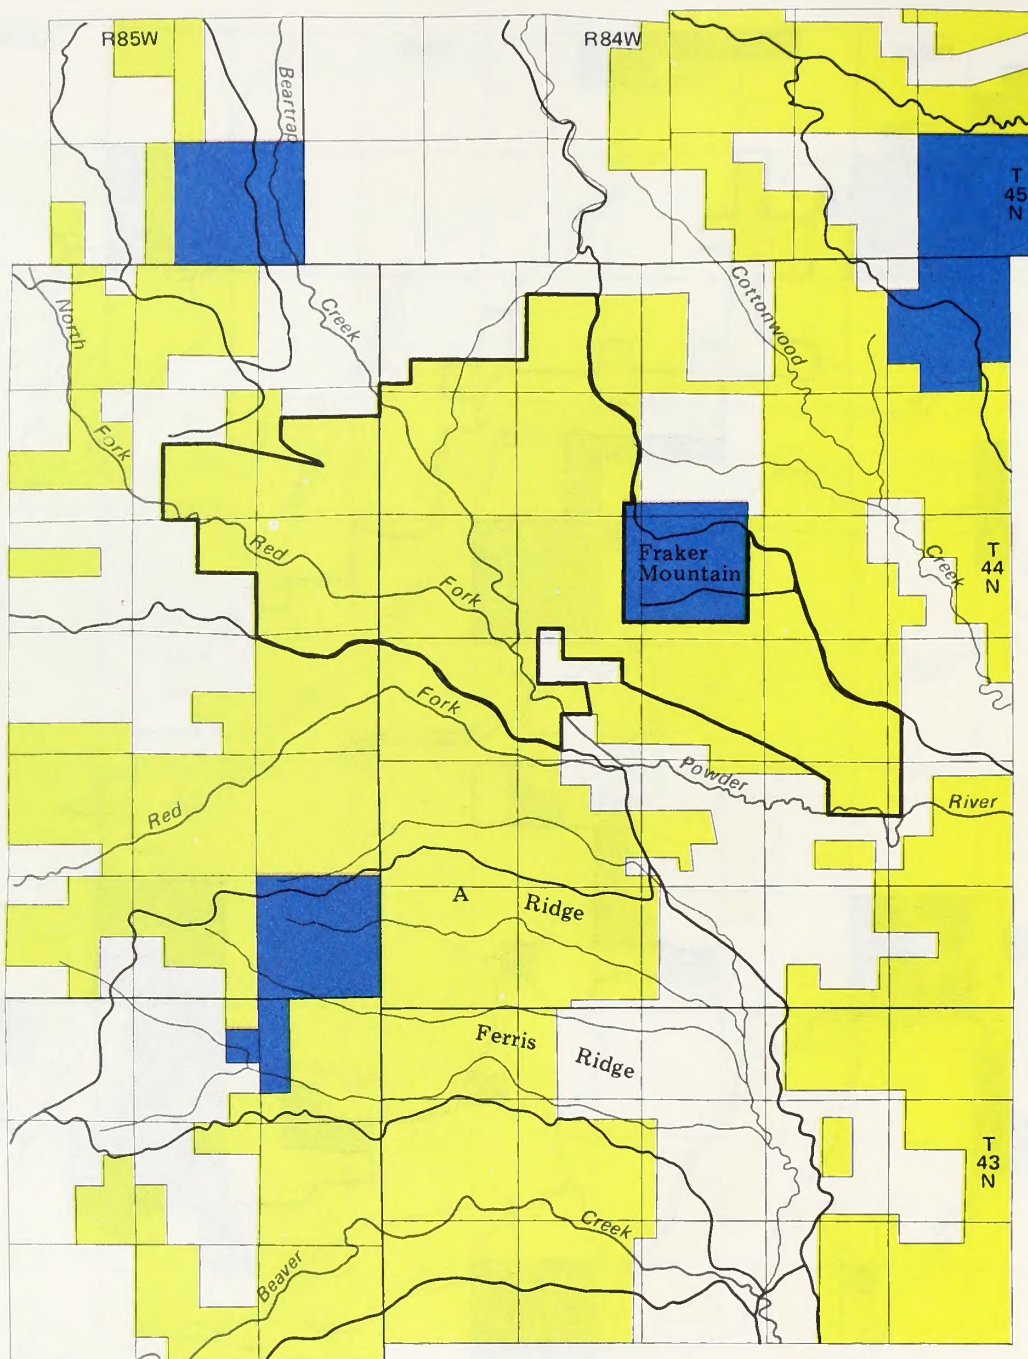 R85W
R84W
Beartrap
T
45
N
North
Creek
Cottonwood
Fork
Red
Fork
Fraker
Mountain
Creek
T
44
N
Fork
Powder
River
Red
A Ridge
Ferris Ridge
T
43
N
Creek
Beaver